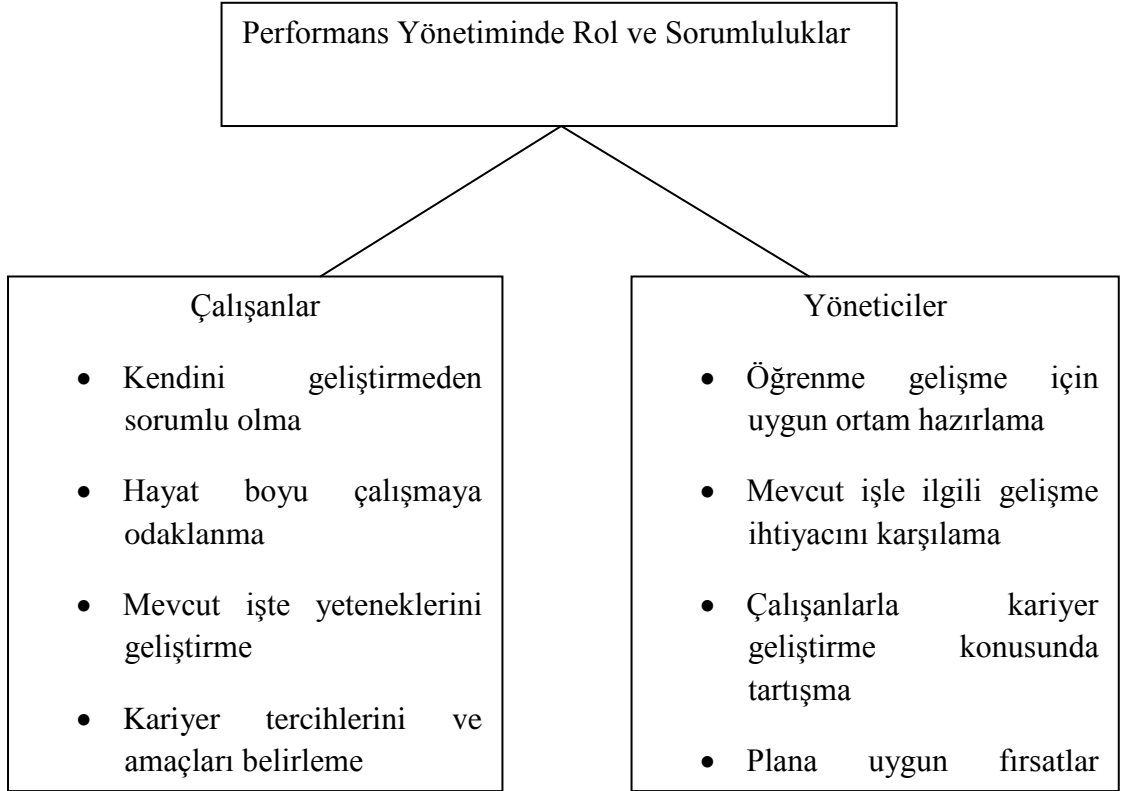 Performans Yönetiminde Rol ve Sorumluluklar
Çalışanlar
• Kendini geliştirmeden
sorumlu olma
• Hayat boyu çalışmaya
odaklanma
• Mevcut işte yeteneklerini
geliştirme
• Kariyer tercihlerini ve
amaçları belirleme
Yöneticiler
• Öğrenme gelişme için
uygun ortam hazırlama
• Mevcut işle ilgili gelişme
ihtiyacını karşılama
• Çalışanlarla kariyer
geliştirme konusunda
tartışma
• Plana uygun fırsatlar